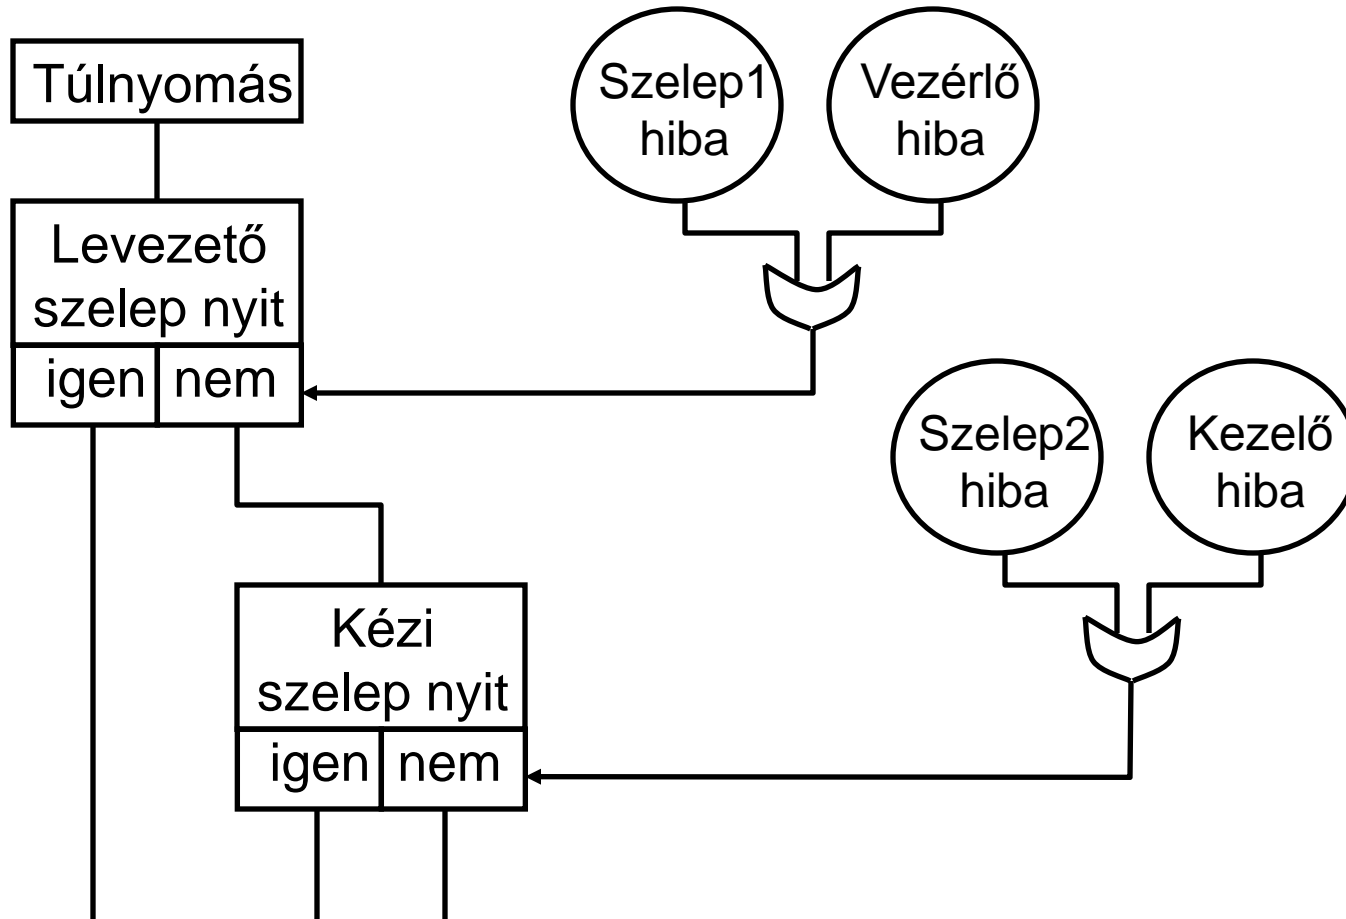 Túlnyomás
Szelep1
hiba
Vezérlő
hiba
Levezető
szelep nyit
igen nem
Szelep2
hiba
Kezelő
hiba
Kézi
szelep nyit
igen nem